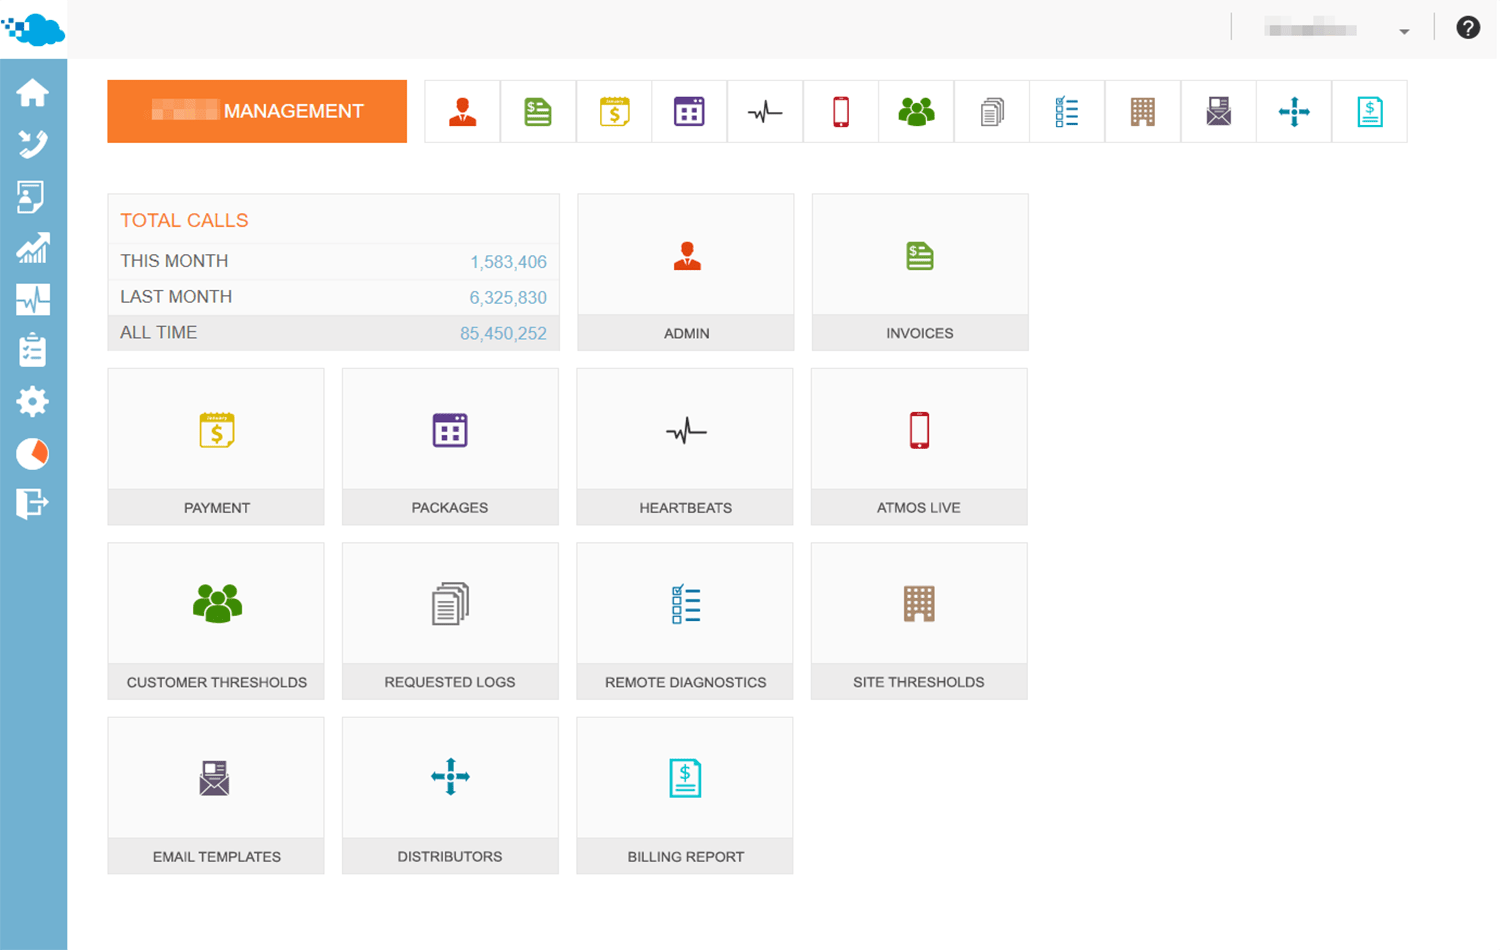 MANAGEMENT
TOTAL CALLS
THIS MONTH 1,583,406
LAST MONTH 6,325,830
ALL TIME 85,450,252
ADMIN
INVOICES
PAYMENT
PACKAGES
HEARTBEATS
ATMOS LIVE
CUSTOMER THRESHOLDS
REQUESTED LOGS
REMOTE DIAGNOSTICS
SITE THRESHOLDS
EMAIL TEMPLATES
DISTRIBUTORS
BILLING REPORT